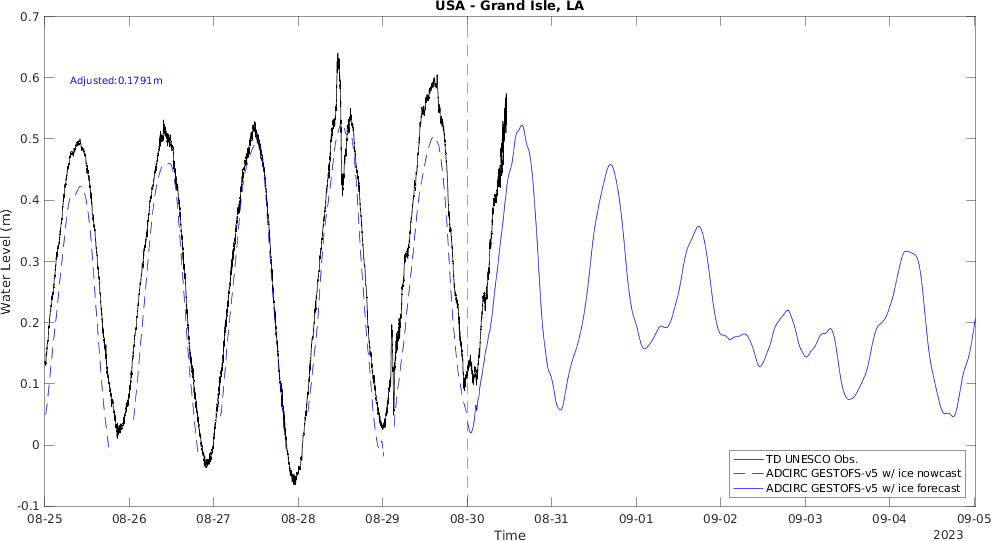 USA - Grand Isle, LA
0.7
0.6
0.5
0.4
0.3
0.2
0.1
0
-0.1
Water Level (m)
Adjusted:0.1791m
TD UNESCO Obs.
ADCIRC GESTOFS-v5 w/ ice nowcast
ADCIRC GESTOFS-v5 w/ ice forecast
08-25 08-26 08-27 08-28 08-29 08-30 08-31 09-01 09-02 09-03 09-04 09-05
Time
2023